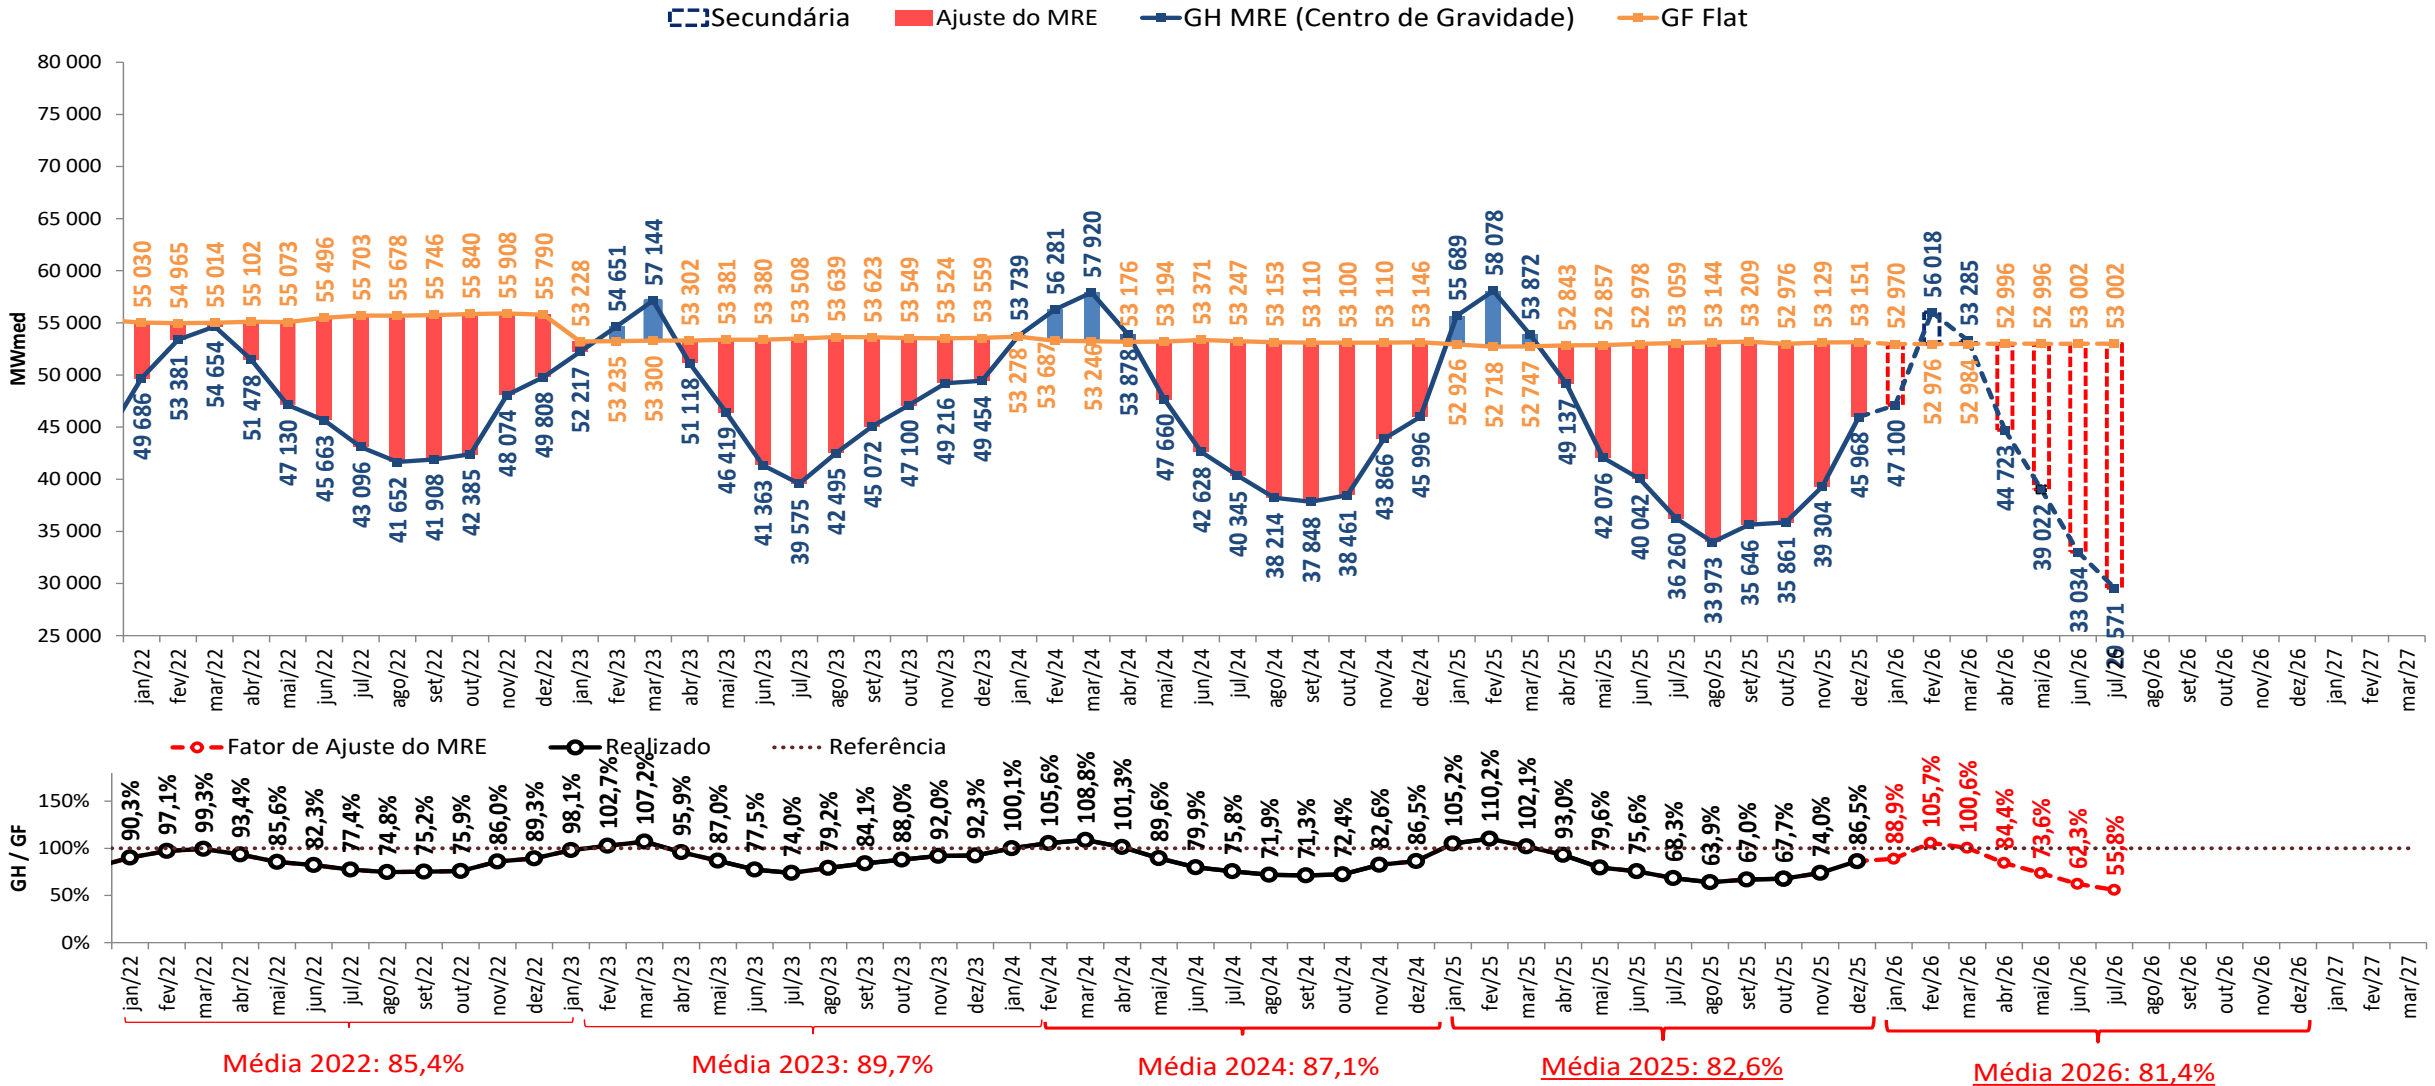 Secundária Ajuste do MRE GH MRE (Centro de Gravidade) GF Flat
80 000
75 000
70 000
65 000
60 000
55 000
50 000
45 000
40 000
35 000
30 000
25 000
MWmed
55 030 54 965 55 014 55 102 55 073 55 496 55 703 55 678 55 746 55 840 55 908 55 790 53 228 54 651 57 144 53 302 53 381 53 380 53 508 53 639 53 623 53 549 53 524 53 559 53 739 56 281 57 920 53 176 53 194 53 371 53 247 53 153 53 110 53 100 53 110 53 146 55 689 58 078 53 872 52 843 52 857 52 978 53 059 53 144 53 209 52 976 53 129 53 151 52 970 56 018 53 285 52 996 52 996 53 002 53 002
49 686 53 381 54 654 51 478 47 130 45 663 43 096 41 652 41 908 42 385 48 074 49 808 52 217 53 235 53 300 51 118 46 419 41 363 39 575 42 495 45 072 47 100 49 216 49 454 53 278 53 687 53 246 53 878 47 660 42 628 40 345 38 214 37 848 38 461 43 866 45 996 52 926 52 718 52 747 49 137 42 076 40 042 36 260 33 973 35 646 35 861 39 304 45 968 47 100 52 976 52 984 44 723 39 022 33 034 29 571
jan/22 fev/22 mar/22 abr/22 mai/22 jun/22 jul/22 ago/22 set/22 out/22 nov/22 dez/22 jan/23 fev/23 mar/23 abr/23 mai/23 jun/23 jul/23 ago/23 set/23 out/23 nov/23 dez/23 jan/24 fev/24 mar/24 abr/24 mai/24 jun/24 jul/24 ago/24 set/24 out/24 nov/24 dez/24 jan/25 fev/25 mar/25 abr/25 mai/25 jun/25 jul/25 ago/25 set/25 out/25 nov/25 dez/25 jan/26 fev/26 mar/26 abr/26 mai/26 jun/26 jul/26 ago/26 set/26 out/26 nov/26 dez/26 jan/27 fev/27 mar/27
Fator de Ajuste do MRE Realizado Referência
90,3% 97,1% 99,3% 93,4% 85,6% 82,3% 77,4% 74,8% 75,2% 75,9% 86,0% 89,3% 98,1% 102,7% 107,2% 95,9% 87,0% 77,5% 74,0% 79,2% 84,1% 88,0% 92,0% 92,3% 100,1% 105,6% 108,8% 101,3% 89,6% 79,9% 75,8% 71,9% 71,3% 72,4% 82,6% 86,5% 105,2% 110,2% 102,1% 93,0% 79,6% 75,6% 68,3% 63,9% 67,0% 67,7% 74,0% 86,5% 88,9% 105,7% 100,6% 84,4% 73,6% 62,3% 55,8%
150%
100%
50%
0%
GH / GF
jan/22 fev/22 mar/22 abr/22 mai/22 jun/22 jul/22 ago/22 set/22 out/22 nov/22 dez/22 jan/23 fev/23 mar/23 abr/23 mai/23 jun/23 jul/23 ago/23 set/23 out/23 nov/23 dez/23 jan/24 fev/24 mar/24 abr/24 mai/24 jun/24 jul/24 ago/24 set/24 out/24 nov/24 dez/24 jan/25 fev/25 mar/25 abr/25 mai/25 jun/25 jul/25 ago/25 set/25 out/25 nov/25 dez/25 jan/26 fev/26 mar/26 abr/26 mai/26 jun/26 jul/26 ago/26 set/26 out/26 nov/26 dez/26 jan/27 fev/27 mar/27
Média 2022: 85,4% Média 2023: 89,7% Média 2024: 87,1% Média 2025: 82,6% Média 2026: 81,4%